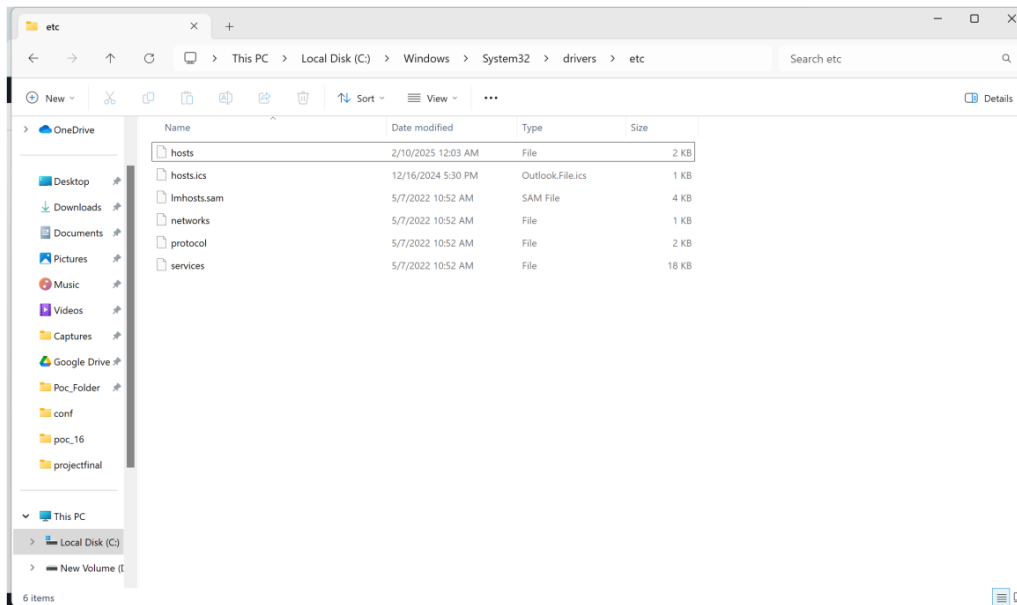 etc
This PC > Local Disk (C:) > Windows > System32 > drivers > etc
Search etc
New
Sort
View
Details
OneDrive
Desktop
Downloads
Documents
Pictures
Music
Videos
Captures
Google Drive
Poc_Folder
conf
poc_16
projectfinal
This PC
Local Disk (C:)
New Volume (D
Name Date modified Type Size
hosts 2/10/2025 12:03 AM File 2 KB
hosts.ics 12/16/2024 5:30 PM Outlook.File.ics 1 KB
lmhosts.sam 5/7/2022 10:52 AM SAM File 4 KB
networks 5/7/2022 10:52 AM File 1 KB
protocol 5/7/2022 10:52 AM File 2 KB
services 5/7/2022 10:52 AM File 18 KB
6 items